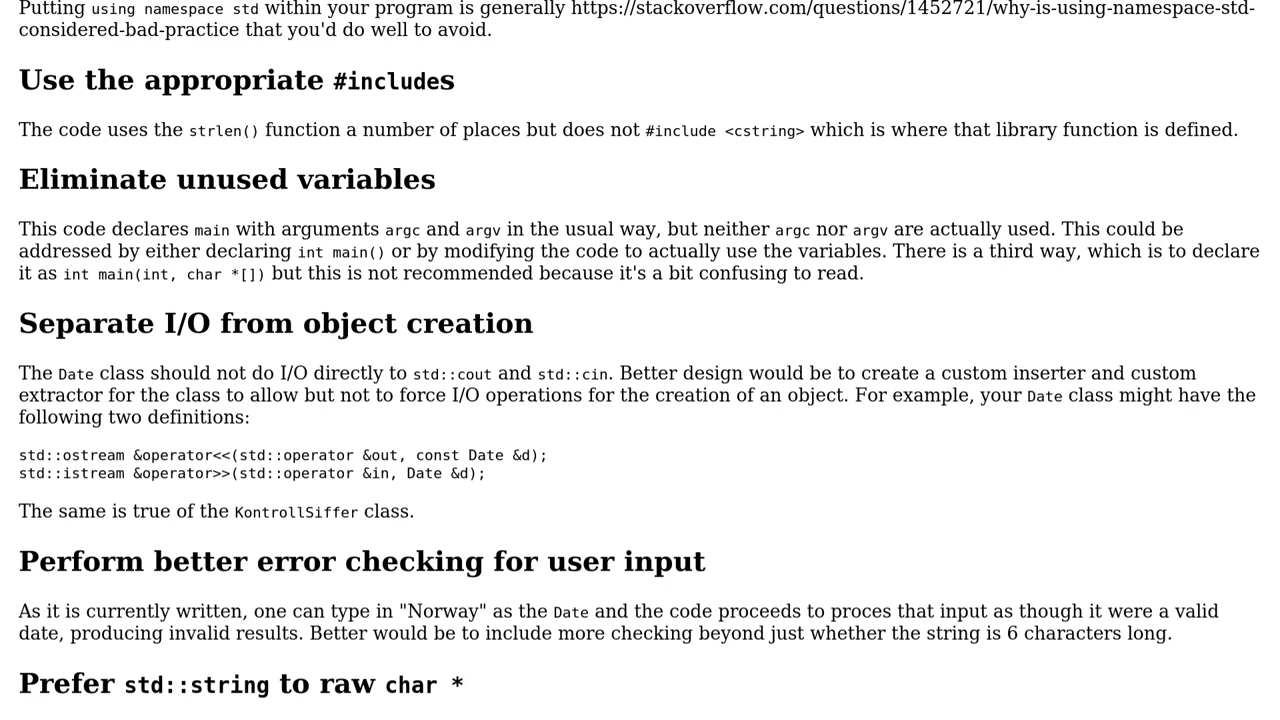 Putting using namespace std within your program is generally https://stackoverflow.com/questions/1452721/why-is-using-namespace-std-
considered-bad-practice that you'd do well to avoid.
Use the appropriate #includes
The code uses the strlen() function a number of places but does not #include <cstring> which is where that library function is defined.
Eliminate unused variables
This code declares main with arguments argc and argv in the usual way, but neither argc nor argv are actually used. This could be
addressed by either declaring int main() or by modifying the code to actually use the variables. There is a third way, which is to declare
it as int main(int, char *[]) but this is not recommended because it's a bit confusing to read.
Separate I/O from object creation
The Date class should not do I/O directly to std::cout and std::cin. Better design would be to create a custom inserter and custom
extractor for the class to allow but not to force I/O operations for the creation of an object. For example, your Date class might have the
following two definitions:
std::ostream &operator<<(std::operator &out, const Date &d);
std::istream &operator>>(std::operator &in, Date &d);
The same is true of the KontrollSiffer class.
Perform better error checking for user input
As it is currently written, one can type in "Norway" as the Date and the code proceeds to proces that input as though it were a valid
date, producing invalid results. Better would be to include more checking beyond just whether the string is 6 characters long.
Prefer std::string to raw char *